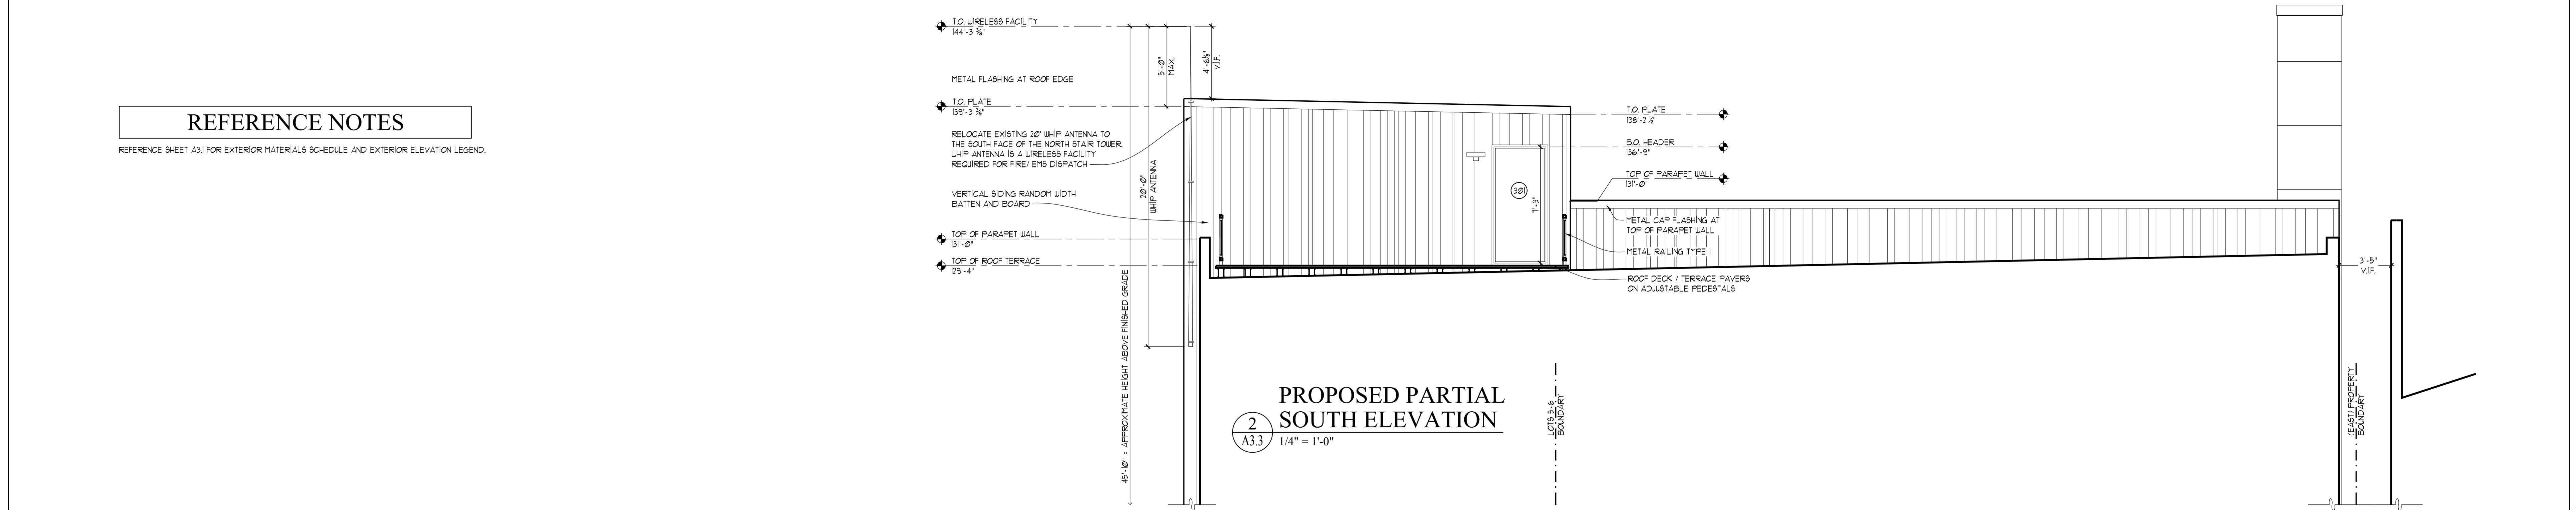 REFERENCE NOTES
REFERENCE SHEET A3.1 FOR EXTERIOR MATERIALS SCHEDULE AND EXTERIOR ELEVATION LEGEND.
T.O. WIRELESS FACILITY
144'-3 ⅜"
METAL FLASHING AT ROOF EDGE
T.O. PLATE
139'-3 ⅜"
RELOCATE EXISTING 20' WHIP ANTENNA TO
THE SOUTH FACE OF THE NORTH STAIR TOWER.
WHIP ANTENNA IS A WIRELESS FACILITY
REQUIRED FOR FIRE/ EMS DISPATCH
VERTICAL SIDING RANDOM WIDTH
BATTEN AND BOARD
TOP OF PARAPET WALL
131'-0"
TOP OF ROOF TERRACE
129'-4"
45'-10" = APPROXIMATE HEIGHT ABOVE FINISHED GRADE
20'-0"
WHIP ANTENNA
5'-0"
MAX.
4'-6⅛"
V.I.F.
301
7'-3"
T.O. PLATE
138'-2 ½"
B.O. HEADER
136'-9"
TOP OF PARAPET WALL
131'-0"
METAL CAP FLASHING AT
TOP OF PARAPET WALL
METAL RAILING TYPE 1
ROOF DECK / TERRACE PAVERS
ON ADJUSTABLE PEDESTALS
3'-5"
V.I.F.
LOTS 5-6
BOUNDARY
(EAST) PROPERTY
BOUNDARY
2
A3.3
PROPOSED PARTIAL
SOUTH ELEVATION
1/4" = 1'-0"